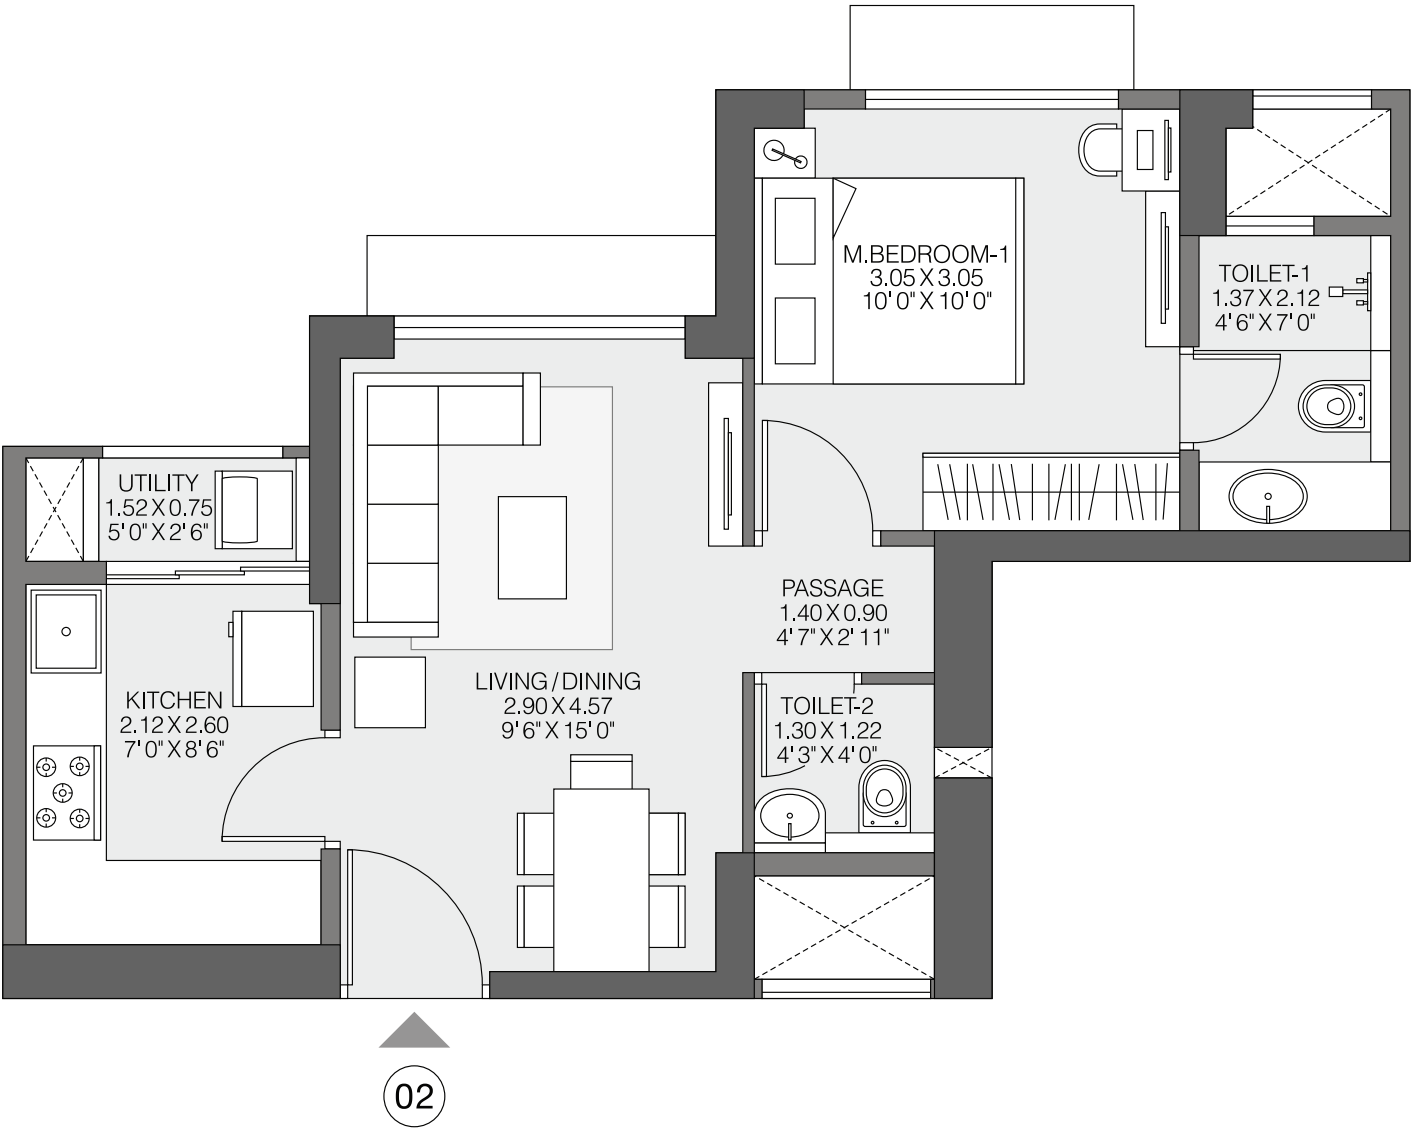 M.BEDROOM-1
3.05 X 3.05
10'0" X 10'0"
TOILET-1
1.37 X 2.12
4'6" X 7'0"
UTILITY
1.52 X 0.75
5'0" X 2'6"
PASSAGE
1.40 X 0.90
4'7" X 2'11"
LIVING/DINING
2.90 X 4.57
9'6" X 15'0"
KITCHEN
2.12 X 2.60
7'0" X 8'6"
TOILET-2
1.30 X 1.22
4'3" X 4'0"
02